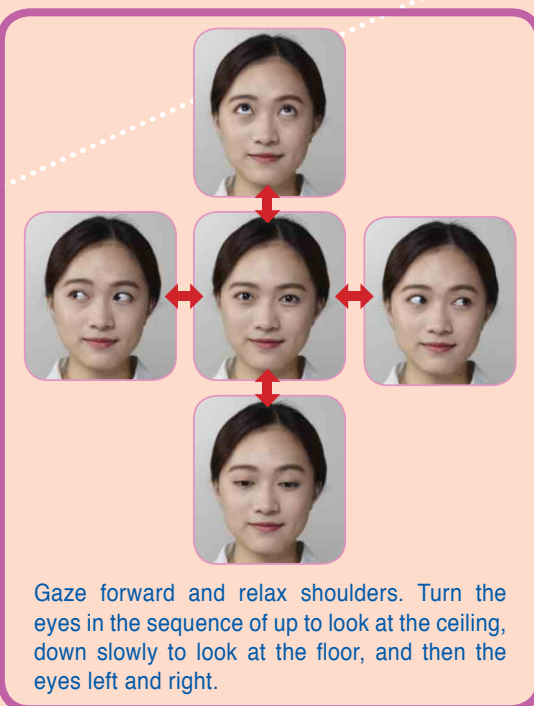 Gaze forward and relax shoulders. Turn the
eyes in the sequence of up to look at the ceiling,
down slowly to look at the floor, and then the
eyes left and right.